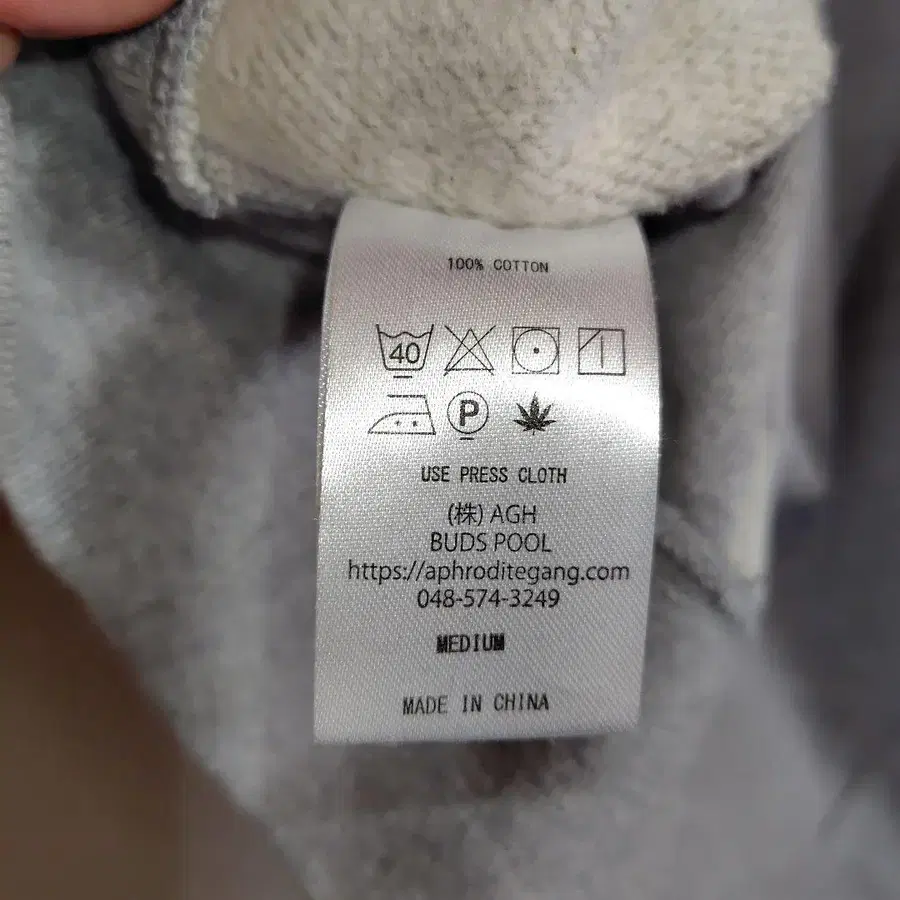 100% COTTON
40
P
USE PRESS CLOTH
(株) AGH
BUDS POOL
https://aphroditegang.com
048-574-3249
MEDIUM
MADE IN CHINA